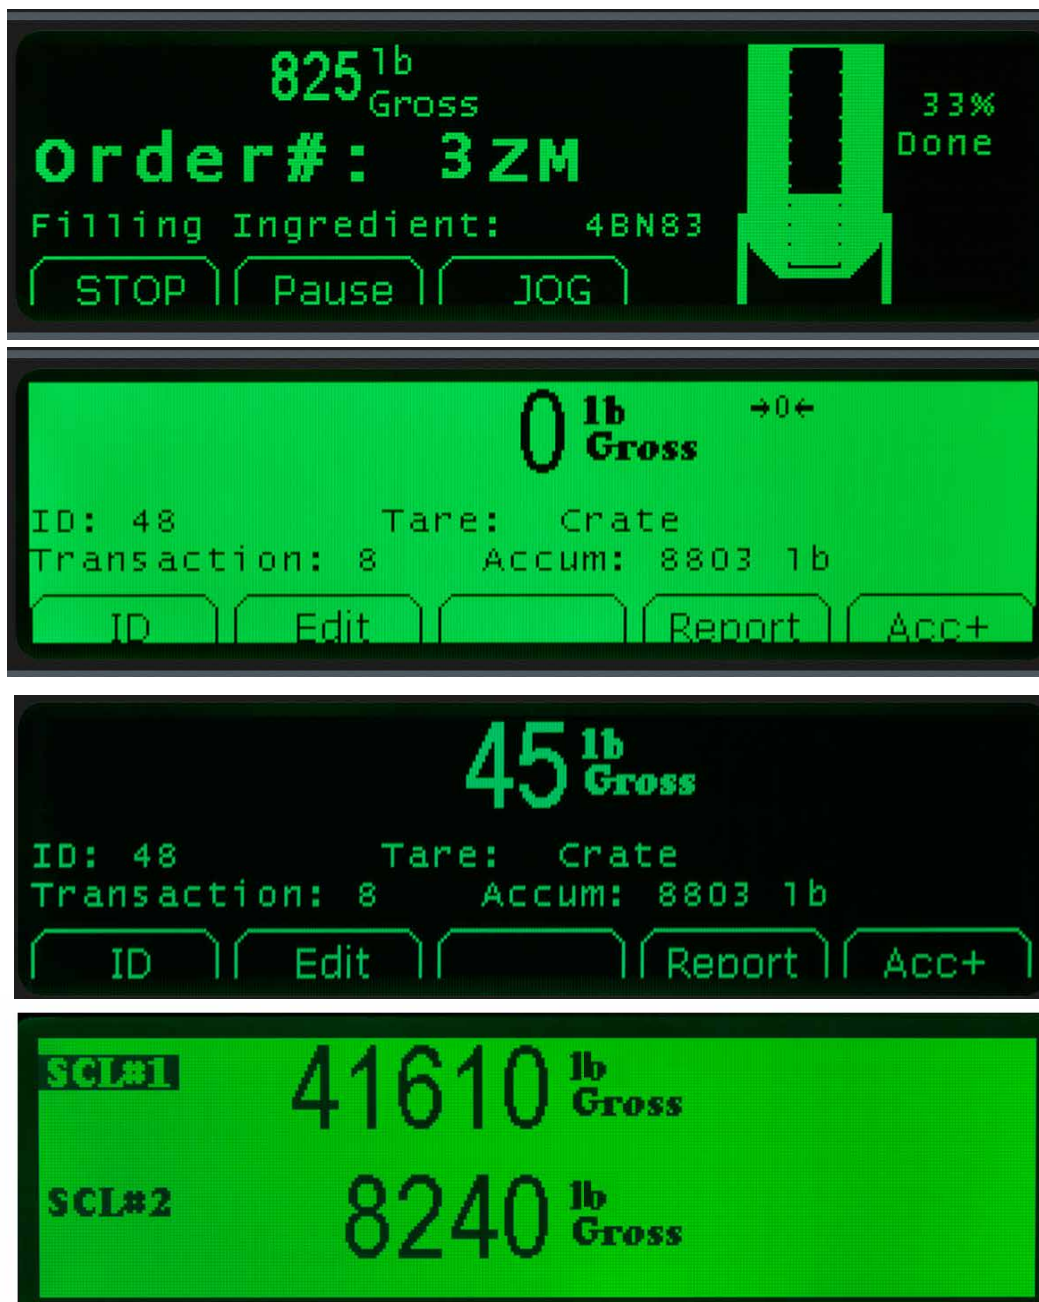 825 lb
Gross
33%
Done
Order#: 3ZM
Filling Ingredient: 4BN83
STOP Pause JOG
0 lb
Gross
→0←
ID: 48 Tare: Crate
Transaction: 8 Accum: 8803 lb
ID Edit Report Acc+
45 lb
Gross
ID: 48 Tare: Crate
Transaction: 8 Accum: 8803 lb
ID Edit Report Acc+
SCL#1 41610 lb
Gross
SCL#2 8240 lb
Gross